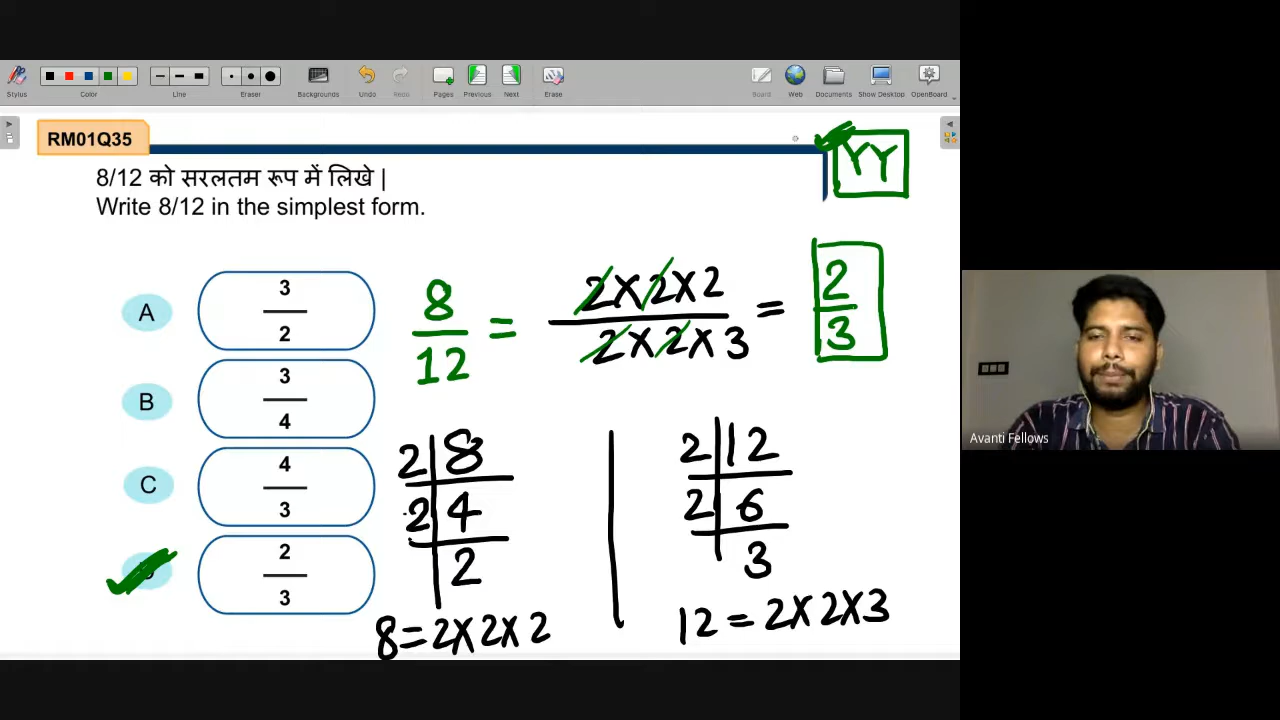 Stylus
Color
Line
Eraser
Backgrounds
Undo
Redo
Pages
Previous
Next
Erase
Board
Web
Documents
Show Desktop
OpenBoard
RM01Q35
YY
8/12 को सरलतम रूप में लिखे |
Write 8/12 in the simplest form.
A
3
2
B
3
4
C
4
3
2
3
8
12
=
2X2X2
2X2X3
=
2
3
2 8
2 4
2
8=2X2X2
2 12
2 6
3
12=2X2X3
Avanti Fellows